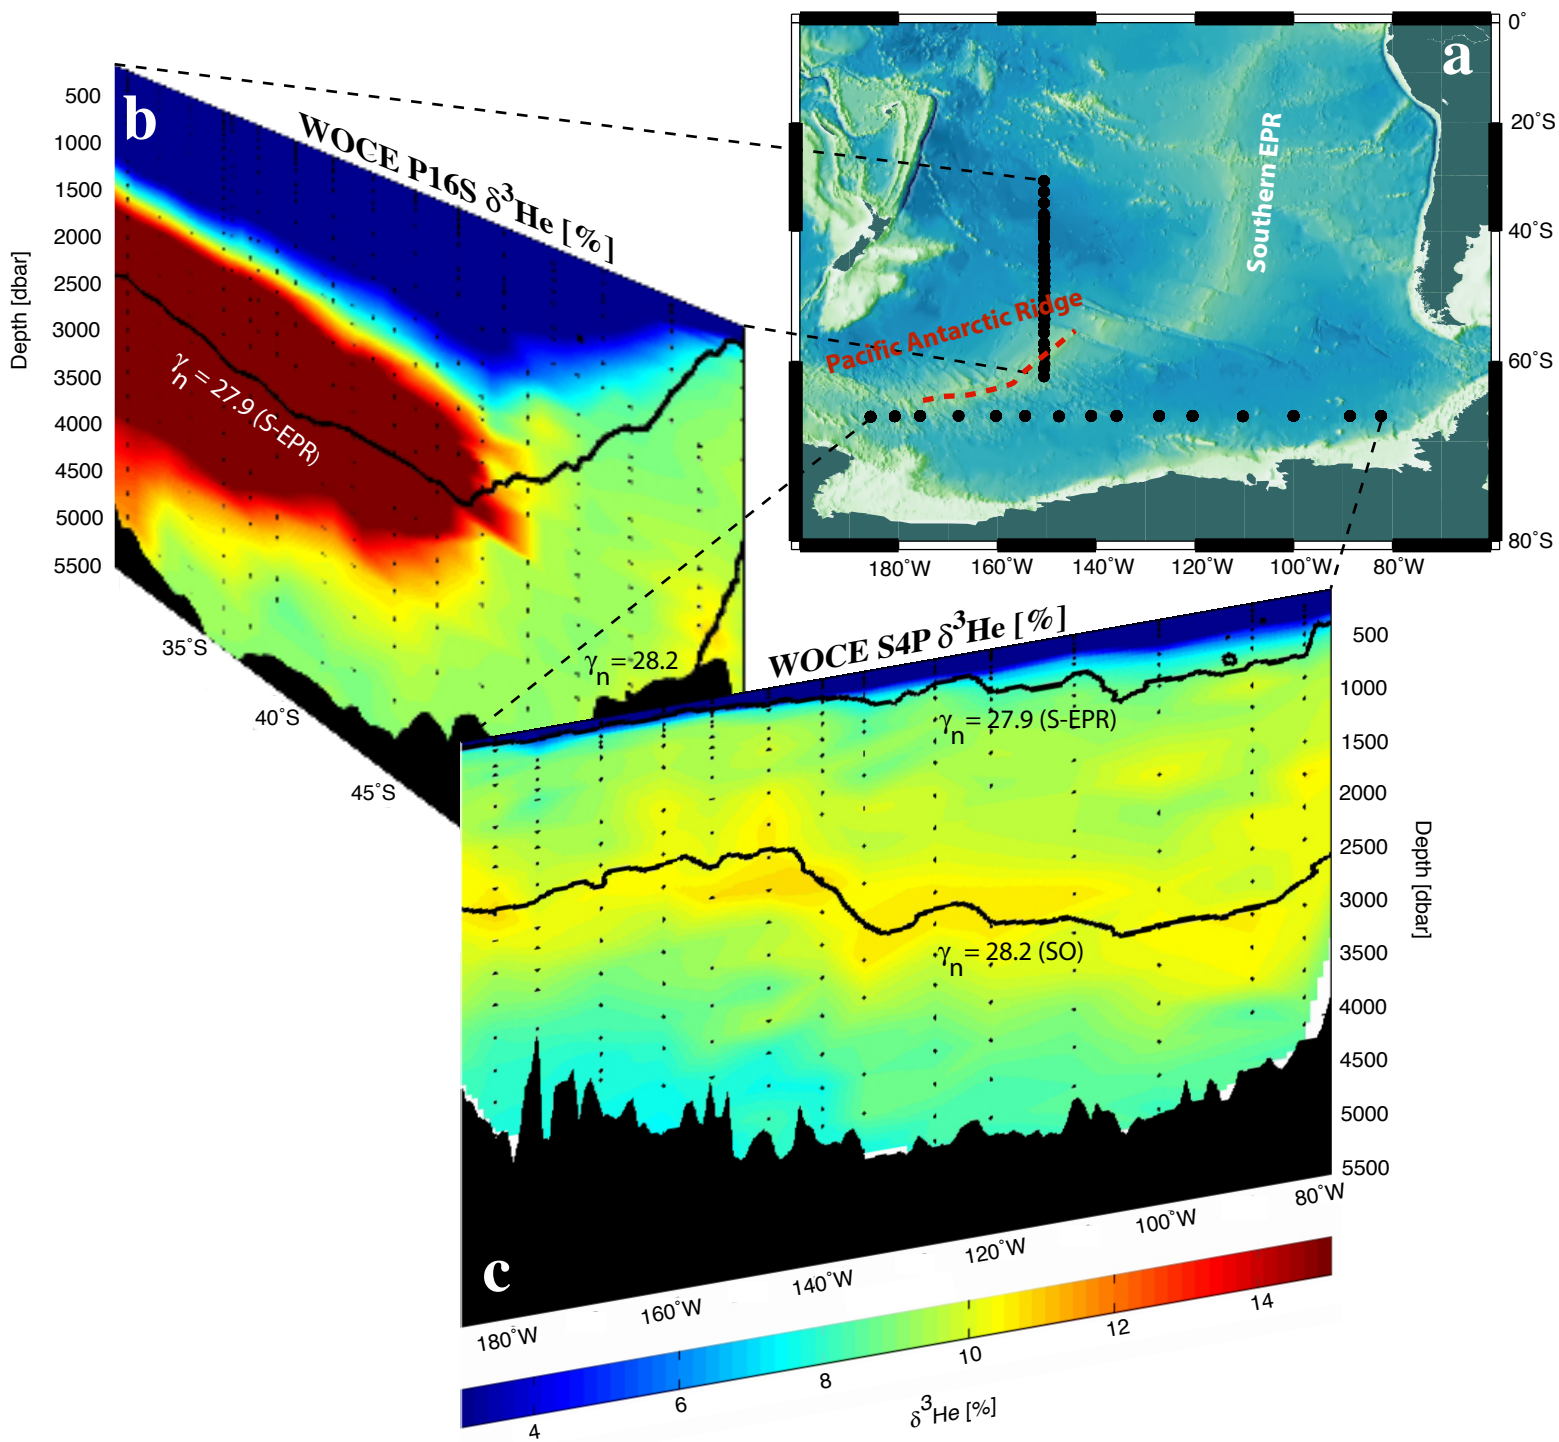 a
0˚
20˚S
40˚S
60˚S
80˚S
180˚W
160˚W
140˚W
120˚W
100˚W
80˚W
Southern EPR
Pacific Antarctic Ridge
b
WOCE P16S δ³He [%]
Depth [dbar]
500
1000
1500
2000
2500
3000
3500
4000
4500
5000
5500
γn = 27.9 (S-EPR)
γn = 28.2
35˚S
40˚S
45˚S
WOCE S4P δ³He [%]
γn = 27.9 (S-EPR)
γn = 28.2 (SO)
500
1000
1500
2000
2500
3000
3500
4000
4500
5000
5500
Depth [dbar]
c
180˚W
160˚W
140˚W
120˚W
100˚W
80˚W
4
6
8
10
12
14
δ³He [%]